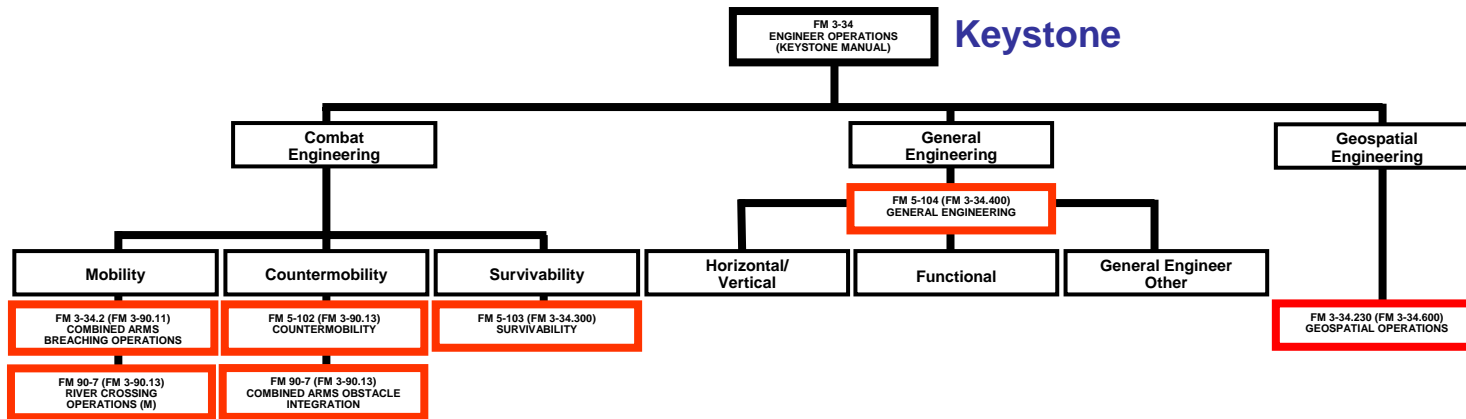 FM 3-34
ENGINEER OPERATIONS
(KEYSTONE MANUAL)
Keystone
Combat
Engineering
General
Engineering
Geospatial
Engineering
FM 5-104 (FM 3-34.400)
GENERAL ENGINEERING
Mobility
Countermobility
Survivability
Horizontal/
Vertical
Functional
General Engineer
Other
FM 3-34.2 (FM 3-90.11)
COMBINED ARMS
BREACHING OPERATIONS
FM 5-102 (FM 3-90.13)
COUNTERMOBILITY
FM 5-103 (FM 3-34.300)
SURVIVABILITY
FM 3-34.230 (FM 3-34.600)
GEOSPATIAL OPERATIONS
FM 90-7 (FM 3-90.13)
RIVER CROSSING
OPERATIONS (M)
FM 90-7 (FM 3-90.13)
COMBINED ARMS OBSTACLE
INTEGRATION